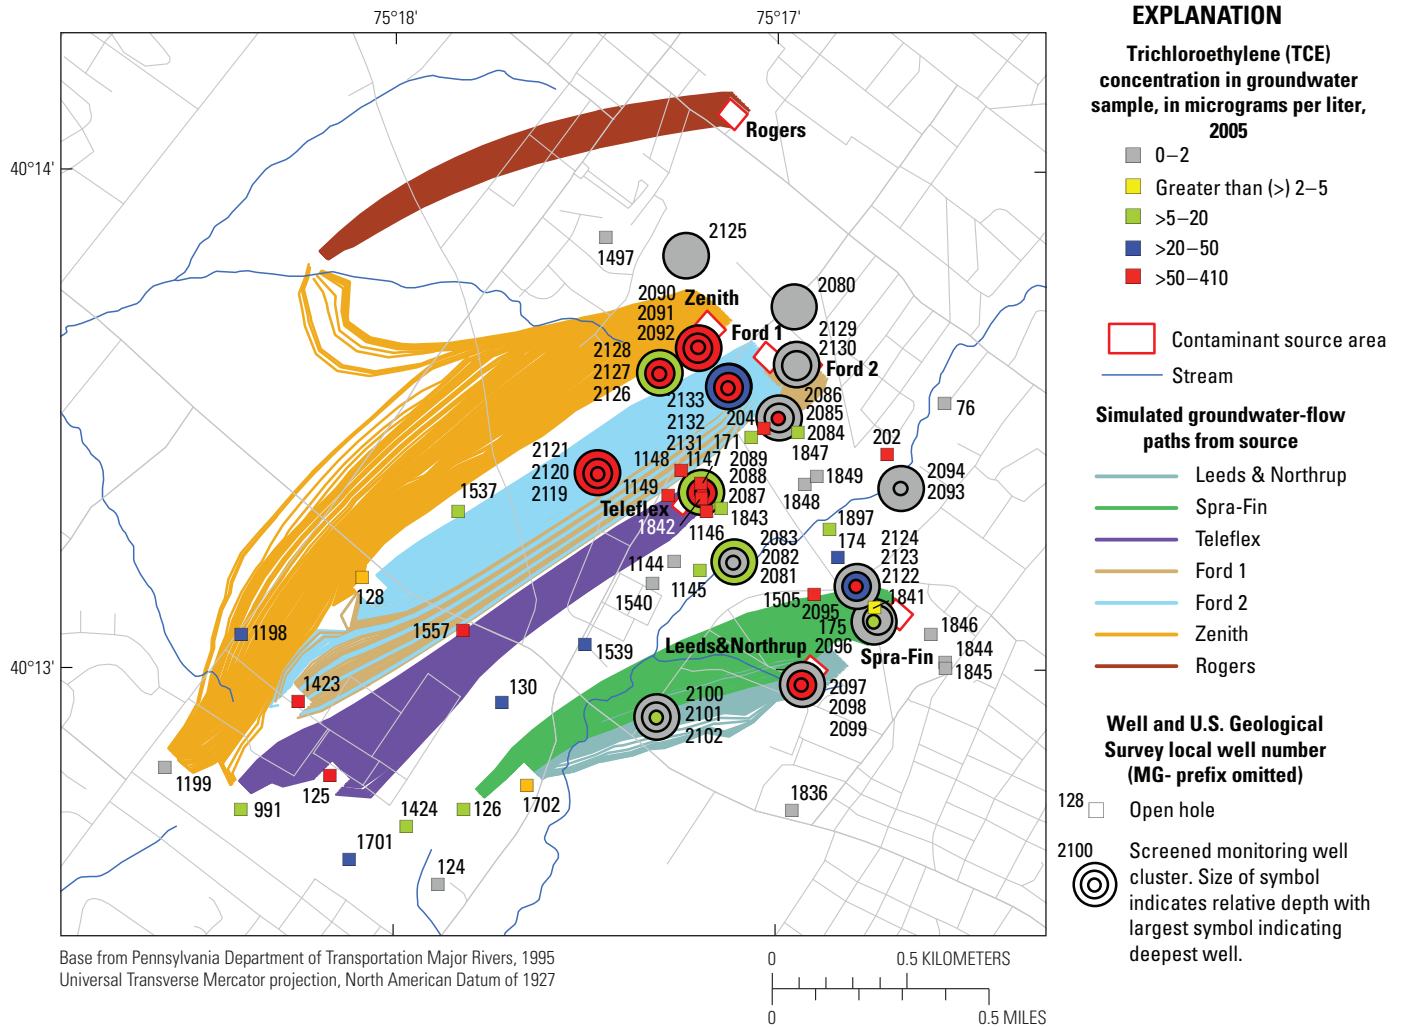 75°18'
75°17'
40°14'
40°13'
Rogers
2125
1497
2080
2090
2091
2092
Zenith
Ford 1
2129
2130
Ford 2
2128
2127
2126
2133
2132
2131
2086
2085
2084
204
171
1847
76
202
2121
2120
2119
1148
1147
1149
2089
2088
2087
1849
1848
2094
2093
1537
Teleflex
1842
1843
1146
1897
174
2083
2082
2081
2124
2123
2122
1144
1145
1540
128
1505
1841
2095
175
2096
1198
1557
1539
Leeds&Northrup
Spra-Fin
1846
1844
1845
1423
130
2100
2101
2102
2097
2098
2099
1199
991
125
1424
126
1702
1836
1701
124
EXPLANATION
Trichloroethylene (TCE)
concentration in groundwater
sample, in micrograms per liter,
2005
0–2
Greater than (>) 2–5
>5–20
>20–50
>50–410
Contaminant source area
Stream
Simulated groundwater-flow
paths from source
Leeds & Northrup
Spra-Fin
Teleflex
Ford 1
Ford 2
Zenith
Rogers
Well and U.S. Geological
Survey local well number
(MG- prefix omitted)
128
Open hole
2100
Screened monitoring well
cluster. Size of symbol
indicates relative depth with
largest symbol indicating
deepest well.
Base from Pennsylvania Department of Transportation Major Rivers, 1995
Universal Transverse Mercator projection, North American Datum of 1927
0
0.5 KILOMETERS
0
0.5 MILES